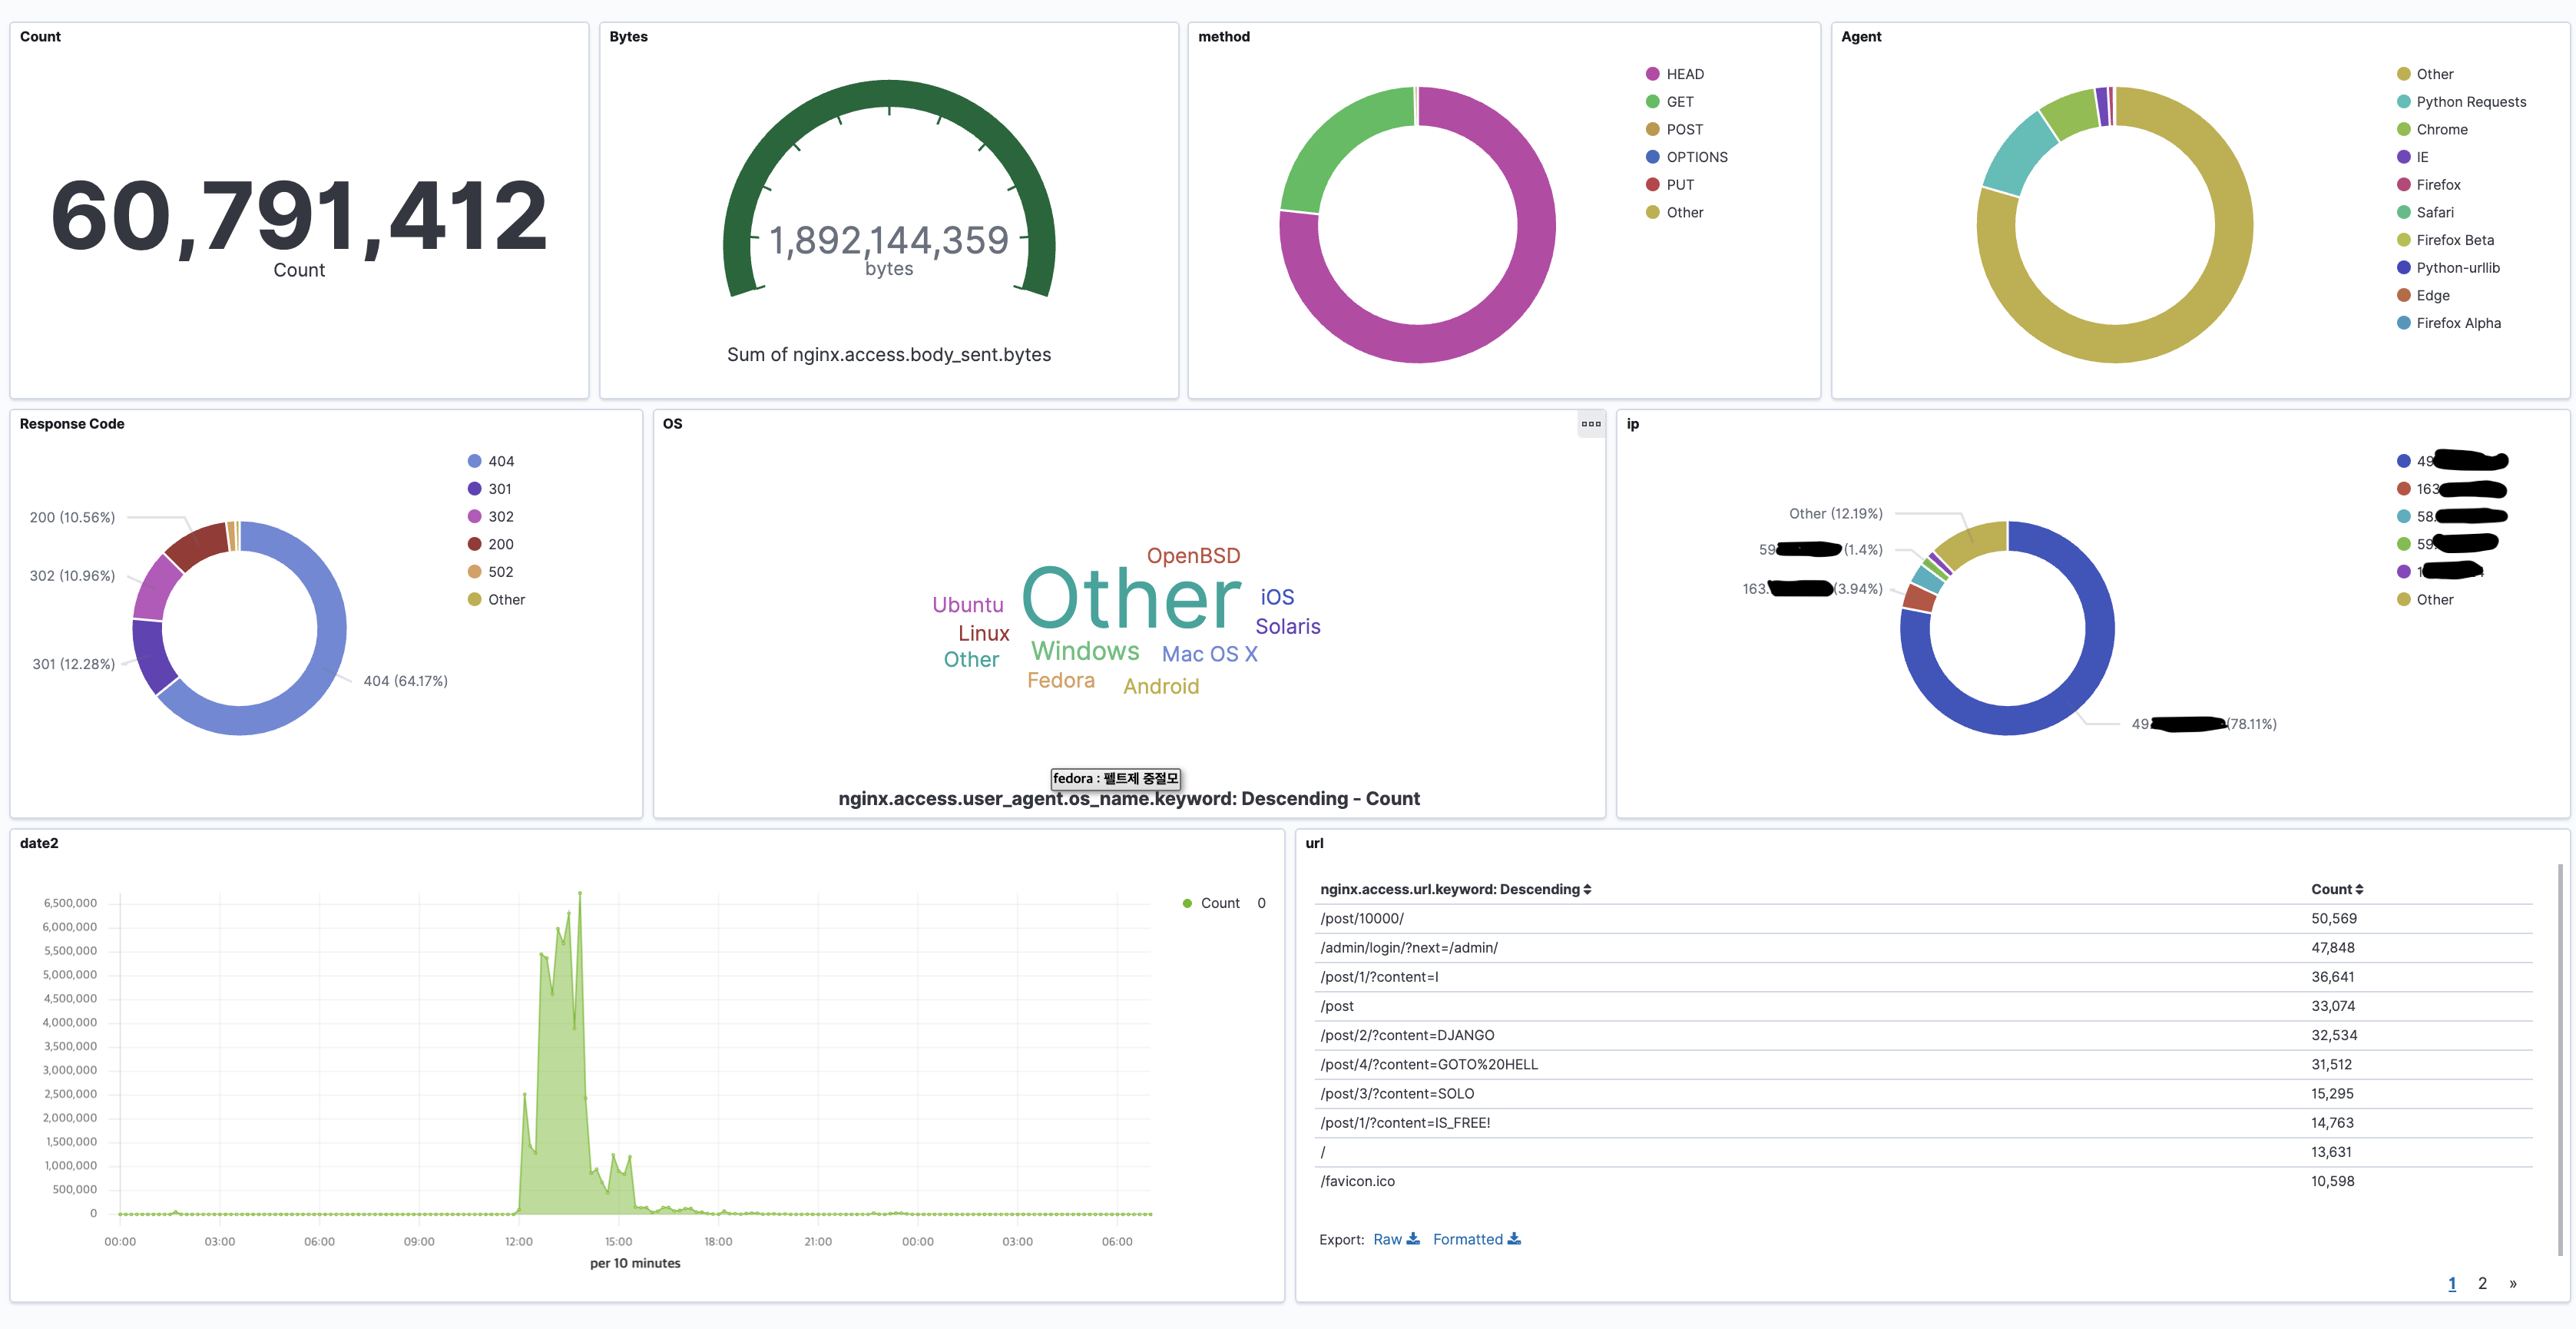 Count
60,791,412
Count
Bytes
1,892,144,359
bytes
Sum of nginx.access.body_sent.bytes
method
HEAD
GET
POST
OPTIONS
PUT
Other
Agent
Other
Python Requests
Chrome
IE
Firefox
Safari
Firefox Beta
Python-urllib
Edge
Firefox Alpha
Response Code
404
301
302
200
502
Other
200 (10.56%)
302 (10.96%)
301 (12.28%)
404 (64.17%)
OS
OpenBSD
Other
Ubuntu
iOS
Linux
Solaris
Windows
Mac OS X
Other
Fedora
Android
fedora : 펠트제 중절모
nginx.access.user_agent.os_name.keyword: Descending - Count
ip
49
163
58.
59.
1
Other
Other (12.19%)
59 (1.4%)
163. (3.94%)
49 (78.11%)
date2
6,500,000
6,000,000
5,500,000
5,000,000
4,500,000
4,000,000
3,500,000
3,000,000
2,500,000
2,000,000
1,500,000
1,000,000
500,000
0
00:00 03:00 06:00 09:00 12:00 15:00 18:00 21:00 00:00 03:00 06:00
per 10 minutes
Count 0
url
nginx.access.url.keyword: Descending Count
/post/10000/ 50,569
/admin/login/?next=/admin/ 47,848
/post/1/?content=I 36,641
/post 33,074
/post/2/?content=DJANGO 32,534
/post/4/?content=GOTO%20HELL 31,512
/post/3/?content=SOLO 15,295
/post/1/?content=IS_FREE! 14,763
/ 13,631
/favicon.ico 10,598
Export: Raw Formatted
1 2 »